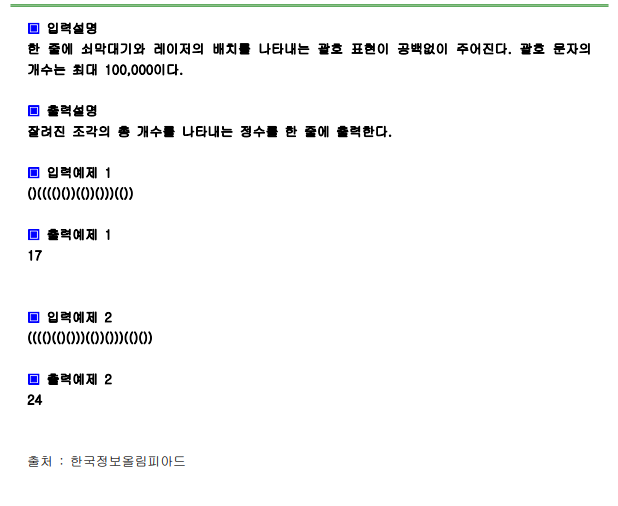 ▣ 입력설명
한 줄에 쇠막대기와 레이저의 배치를 나타내는 괄호 표현이 공백없이 주어진다. 괄호 문자의
개수는 최대 100,000이다.
▣ 출력설명
잘려진 조각의 총 개수를 나타내는 정수를 한 줄에 출력한다.
▣ 입력예제 1
()(((()())(())()))(())
▣ 출력예제 1
17
▣ 입력예제 2
(((()(()()))(())()))(()())
▣ 출력예제 2
24
출처 : 한국정보올림피아드